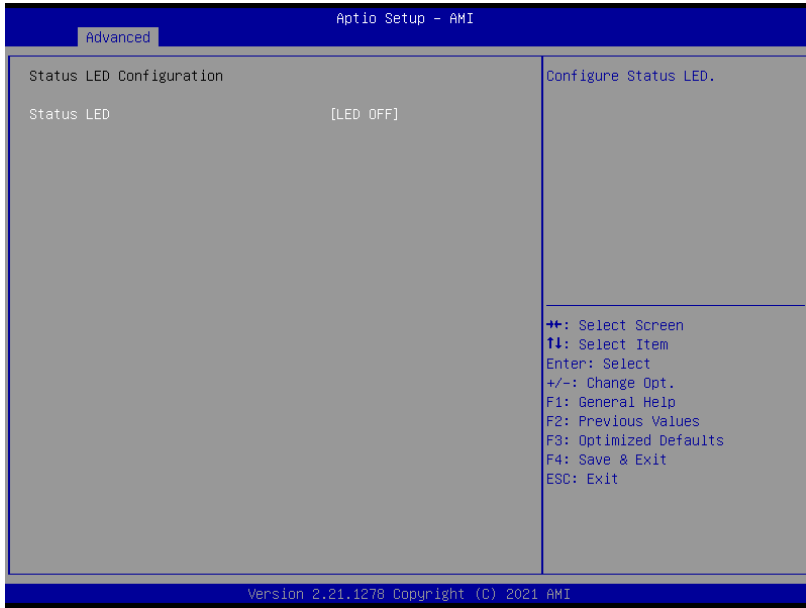 Aptio Setup – AMI
Advanced
Status LED Configuration
Status LED [LED OFF]
Configure Status LED.
→←: Select Screen
↑↓: Select Item
Enter: Select
+/-: Change Opt.
F1: General Help
F2: Previous Values
F3: Optimized Defaults
F4: Save & Exit
ESC: Exit
Version 2.21.1278 Copyright (C) 2021 AMI